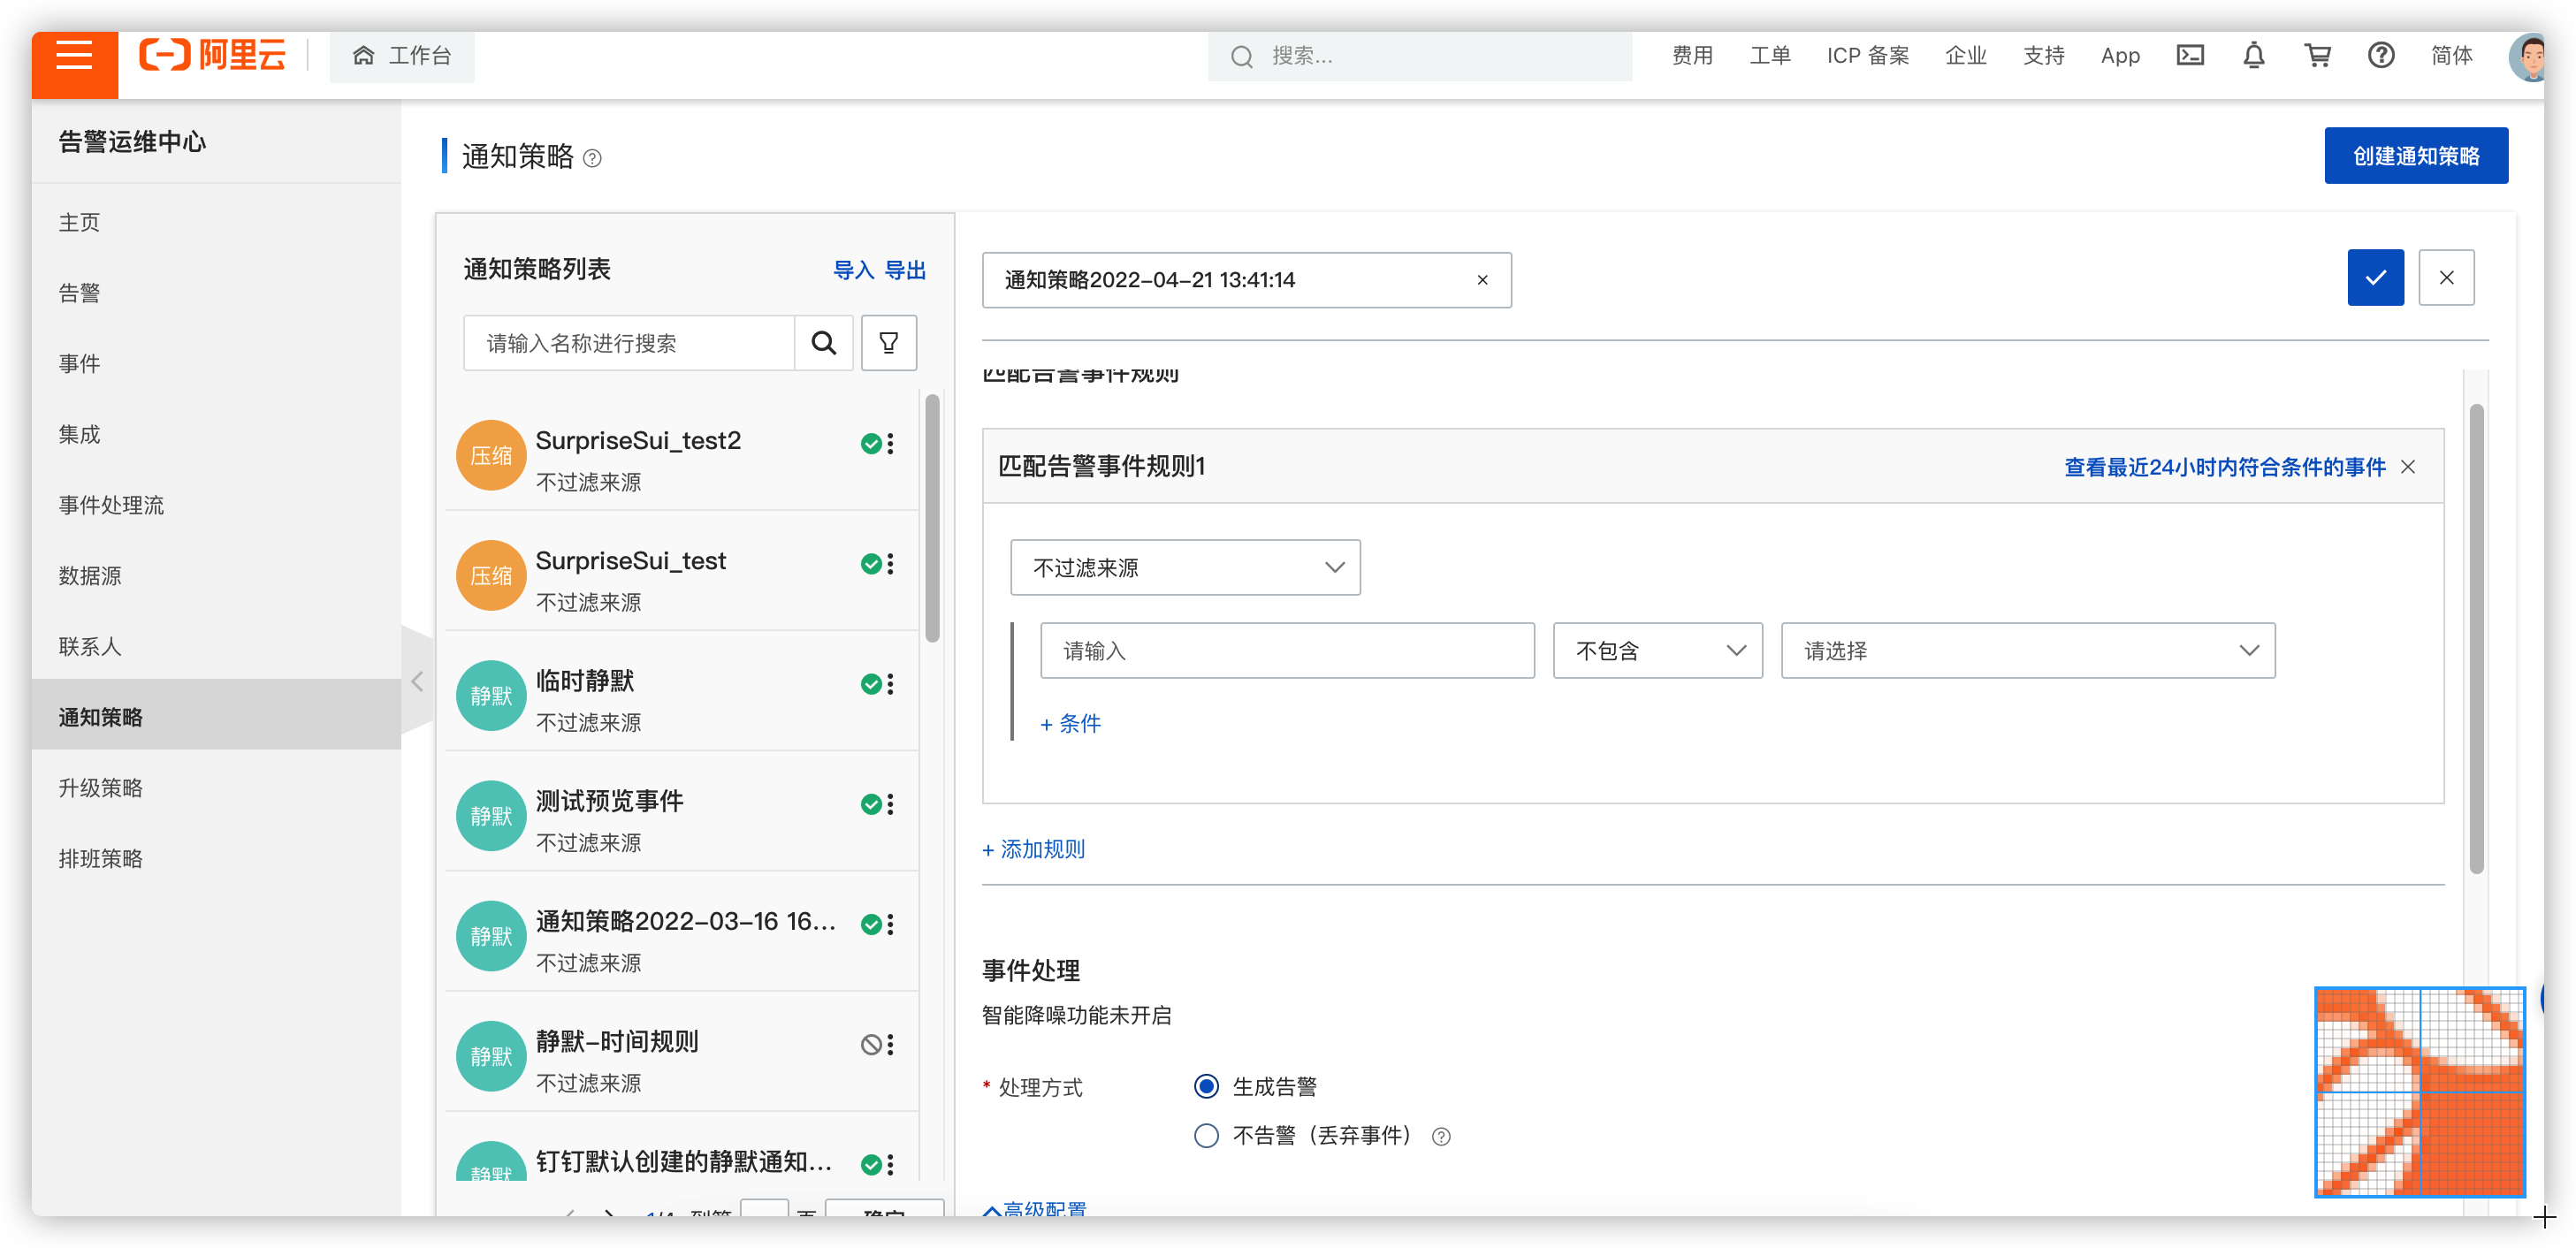 阿里云
工作台
搜索...
费用
工单
ICP 备案
企业
支持
App
简体
告警运维中心
主页
告警
事件
集成
事件处理流
数据源
联系人
通知策略
升级策略
排班策略
通知策略
创建通知策略
通知策略列表
导入 导出
请输入名称进行搜索
压缩
SurpriseSui_test2
不过滤来源
压缩
SurpriseSui_test
不过滤来源
静默
临时静默
不过滤来源
静默
测试预览事件
不过滤来源
静默
通知策略2022-03-16 16...
不过滤来源
静默
静默-时间规则
不过滤来源
静默
钉钉默认创建的静默通知...
1/4 到第 页 确定
通知策略2022-04-21 13:41:14
匹配告警事件规则
匹配告警事件规则1
查看最近24小时内符合条件的事件
不过滤来源
请输入
不包含
请选择
+ 条件
+ 添加规则
事件处理
智能降噪功能未开启
* 处理方式
生成告警
不告警（丢弃事件）
高级配置